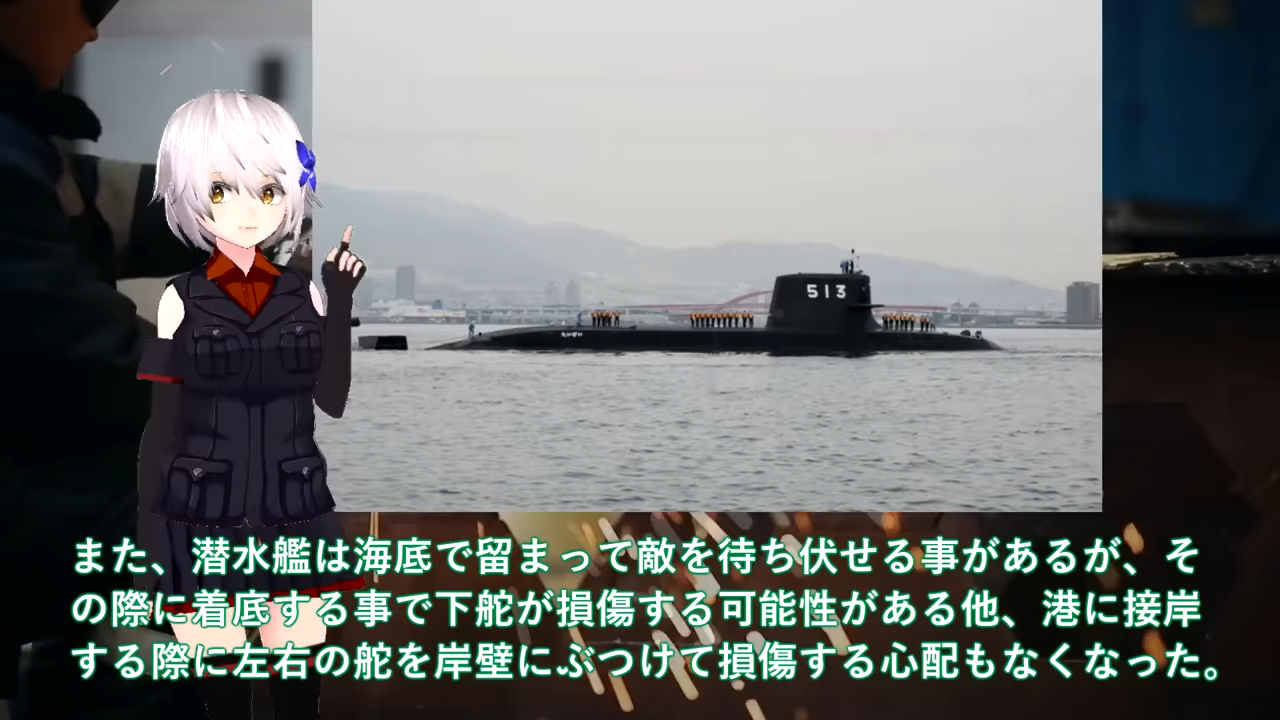 513
また、潜水艦は海底で留まって敵を待ち伏せる事があるが、そ
の際に着底する事で下舵が損傷する可能性がある他、港に接岸
する際に左右の舵を岸壁にぶつけて損傷する心配もなくなった。